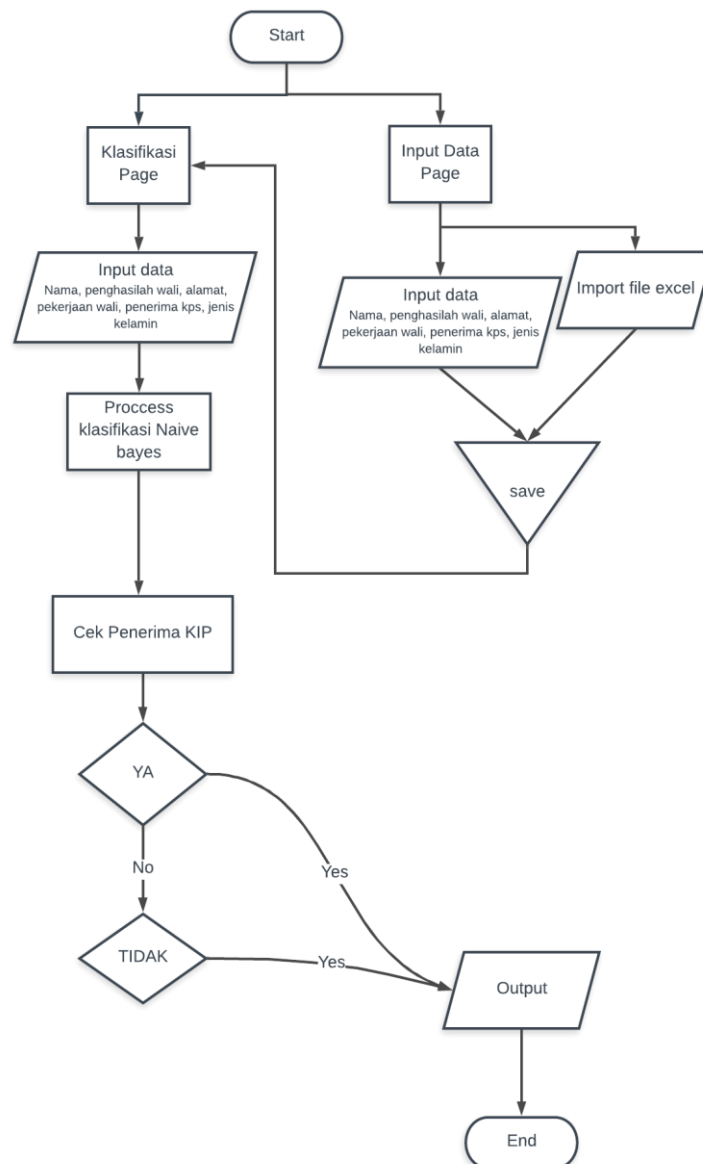 Start
Klasifikasi
Page
Input Data
Page
Input data
Nama, penghasilah wali, alamat,
pekerjaan wali, penerima kps, jenis
kelamin
Input data
Nama, penghasilah wali, alamat,
pekerjaan wali, penerima kps, jenis
kelamin
Import file excel
Proccess
klasifikasi Naive
bayes
save
Cek Penerima KIP
YA
Yes
No
TIDAK
Yes
Output
End